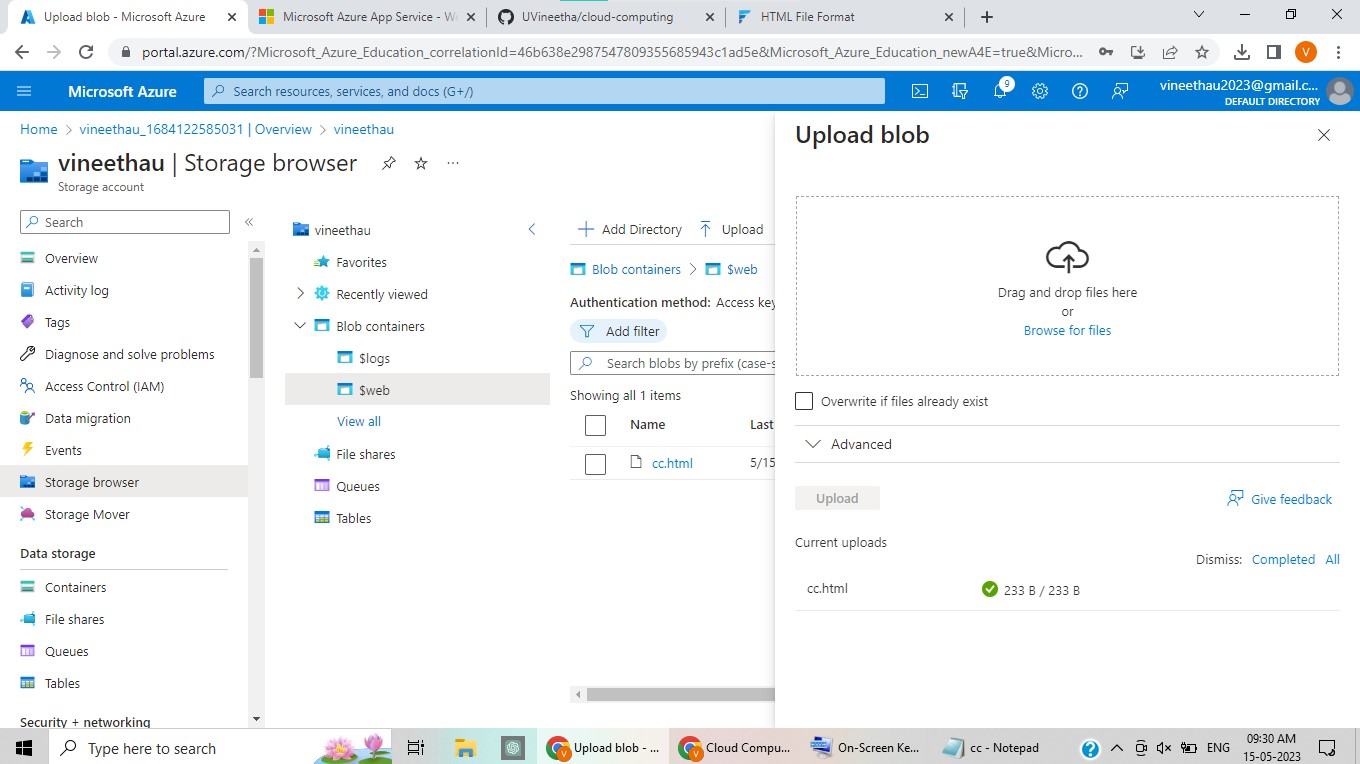 Upload blob - Microsoft Azure
Microsoft Azure App Service - We
UVineetha/cloud-computing
HTML File Format
portal.azure.com/?Microsoft_Azure_Education_correlationId=46b638e2987547809355685943c1ad5e&Microsoft_Azure_Education_newA4E=true&Micro...
V
Microsoft Azure
Search resources, services, and docs (G+/)
9
vineethau2023@gmail.c...
DEFAULT DIRECTORY
Home > vineethau_1684122585031 | Overview > vineethau
vineethau | Storage browser
Storage account
Search
Overview
Activity log
Tags
Diagnose and solve problems
Access Control (IAM)
Data migration
Events
Storage browser
Storage Mover
Data storage
Containers
File shares
Queues
Tables
Security + networking
vineethau
Favorites
Recently viewed
Blob containers
$logs
$web
View all
File shares
Queues
Tables
Add Directory
Upload
Blob containers > $web
Authentication method: Access key
Add filter
Search blobs by prefix (case-s
Showing all 1 items
Name
Last
cc.html
5/15
Upload blob
Drag and drop files here
or
Browse for files
Overwrite if files already exist
Advanced
Upload
Give feedback
Current uploads
Dismiss: Completed All
cc.html
233 B / 233 B
Type here to search
V
Upload blob - ...
V
Cloud Compu...
On-Screen Ke...
cc - Notepad
ENG
09:30 AM
15-05-2023